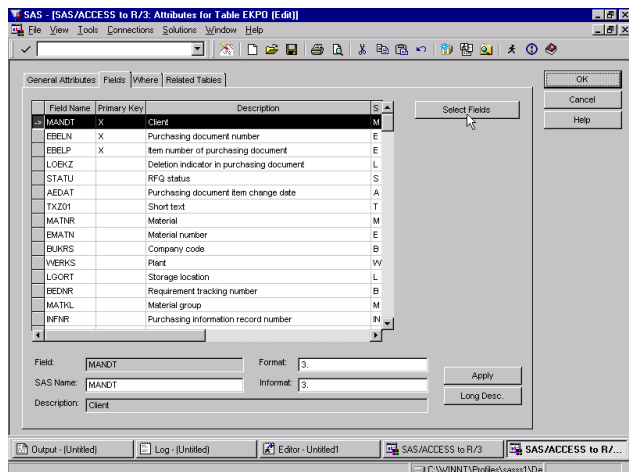 SAS - [SAS/ACCESS to R/3: Attributes for Table EKPO (Edit)]
File View Tools Connections Solutions Window Help
General Attributes Fields Where Related Tables
OK
Cancel
Help
Select Fields
Field Name Primary Key Description S
-> MANDT X Client M
EBELN X Purchasing document number E
EBELP X Item number of purchasing document E
LOEKZ Deletion indicator in purchasing document L
STATU RFQ status S
AEDAT Purchasing document item change date A
TXZ01 Short text T
MATNR Material M
EMATN Material number E
BUKRS Company code B
WERKS Plant W
LGORT Storage location L
BEDNR Requirement tracking number B
MATKL Material group M
INFNR Purchasing information record number IN
Field: MANDT Format: 3.
SAS Name: MANDT Informat: 3.
Description: Client
Apply
Long Desc.
Output - (Untitled) Log - (Untitled) Editor - Untitled1 SAS/ACCESS to R/3 SAS/ACCESS to R/...
C:\WINNT\Profiles\sasss1\De